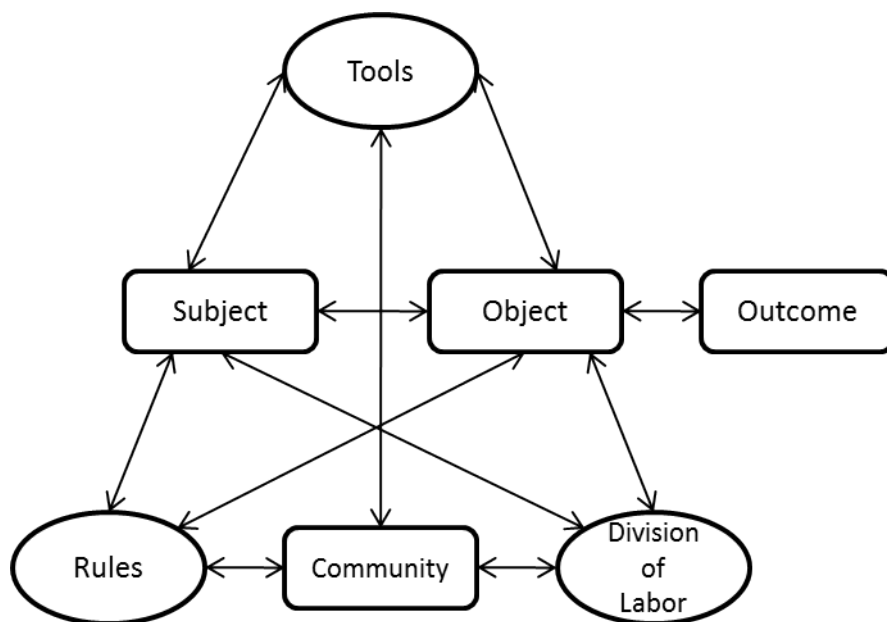 Tools
Subject
Object
Outcome
Rules
Community
Division
of
Labor